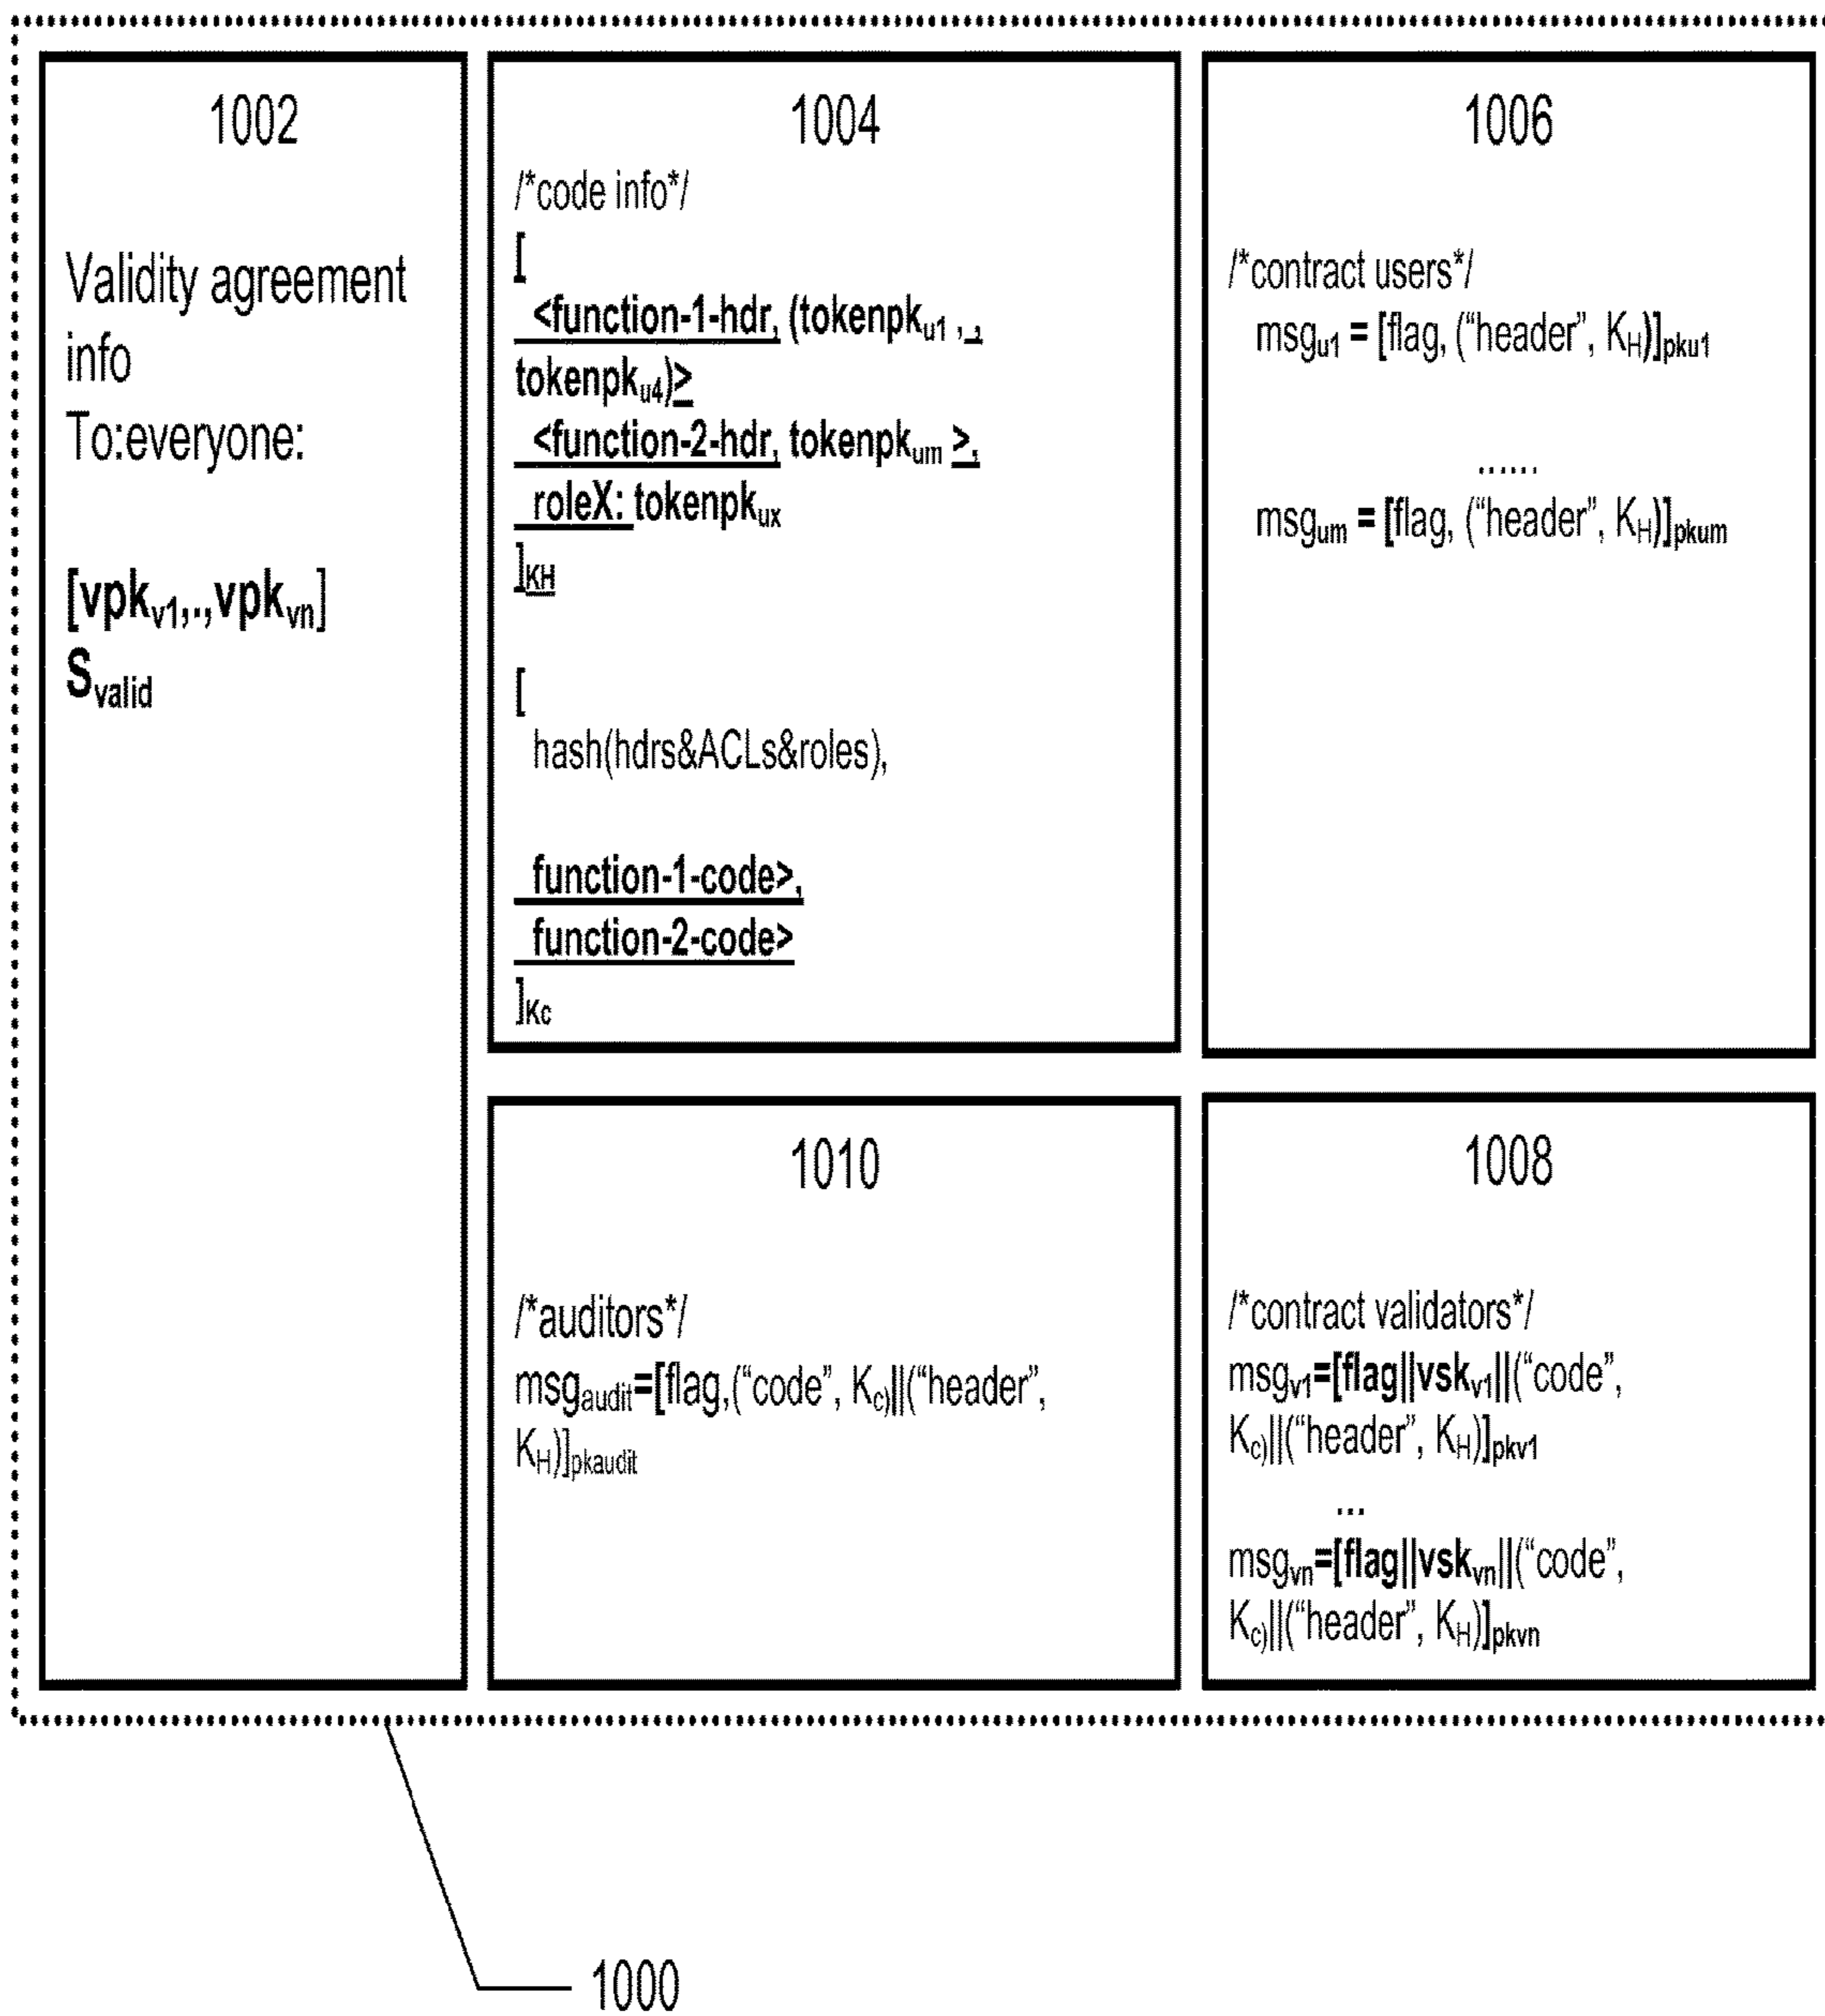 1002
Validity agreement
info
To:everyone:
[vpkv1,.,vpkvn]
Svalid
1004
/*code info*/
[
<function-1-hdr, (tokenpku1 , .,
tokenpku4)>
<function-2-hdr, tokenpkum >,
roleX: tokenpkux
]KH
[
hash(hdrs&ACLs&roles),
function-1-code>,
function-2-code>
]Kc
1006
/*contract users*/
msgu1 = [flag, (“header”, KH)]pku1
......
msgum = [flag, (“header”, KH)]pkum
1010
/*auditors*/
msgaudit=[flag,(“code”, Kc)||(“header”,
KH)]pkaudit
1008
/*contract validators*/
msgv1=[flag||vskv1||(“code”,
Kc)||(“header”, KH)]pkv1
...
msgvn=[flag||vskvn||(“code”,
Kc)||(“header”, KH)]pkvn
1000